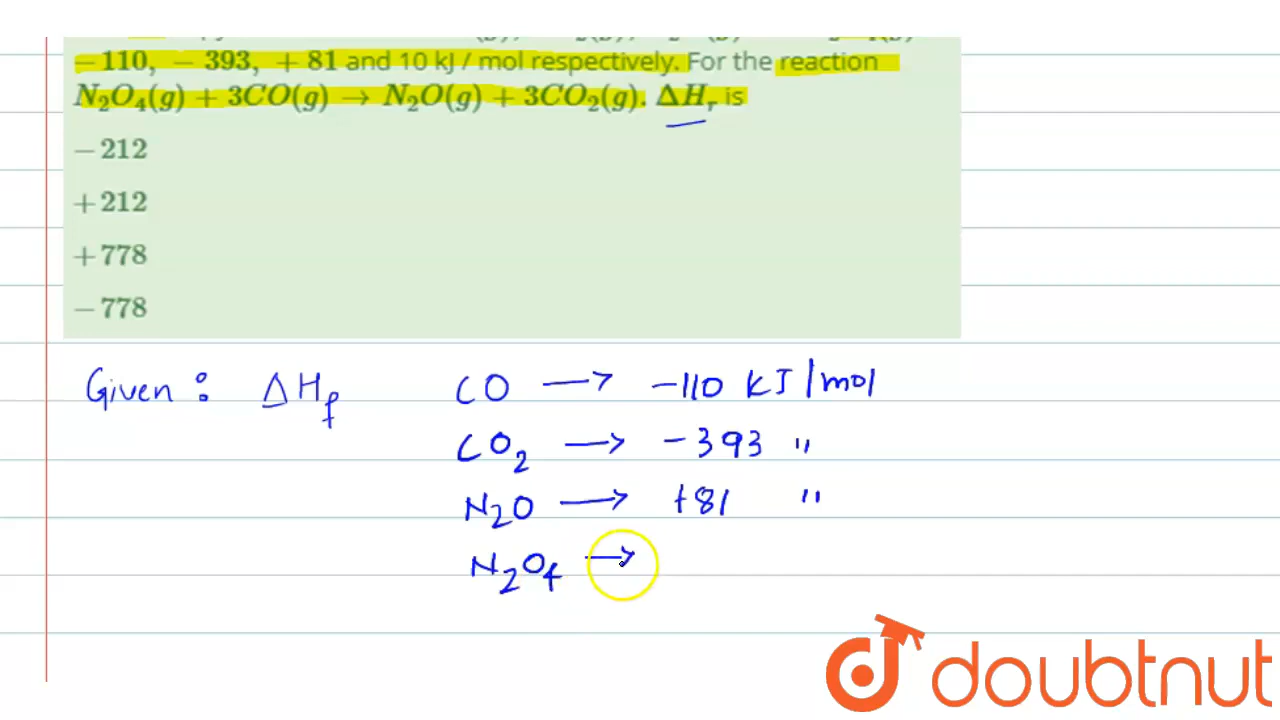 −110, −393, +81 and 10 kJ / mol respectively. For the reaction
N₂O₄(g) + 3CO(g) → N₂O(g) + 3CO₂(g). ΔHᵣ is
−212
+212
+778
−778
Given : ΔH_f CO → −110 KJ/mol
CO₂ → −393 "
N₂O → +81 "
N₂O₄ →
doubtnut